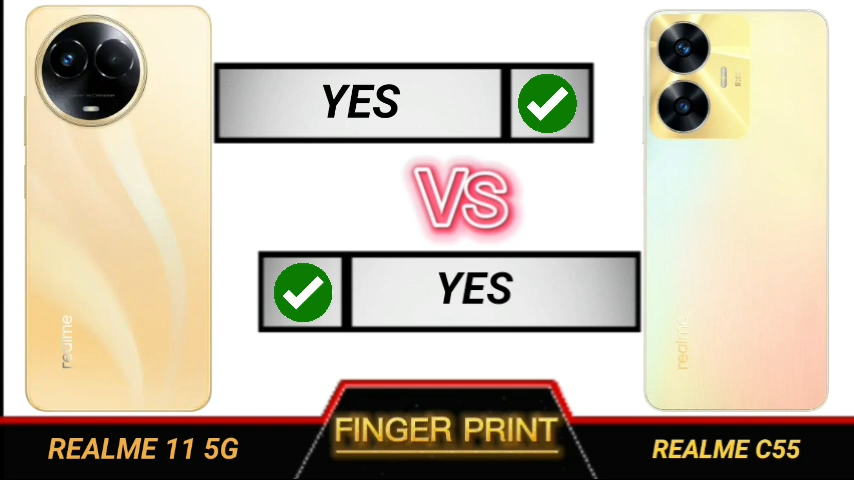 YES
VS
YES
realme
realme
FINGER PRINT
REALME 11 5G
REALME C55